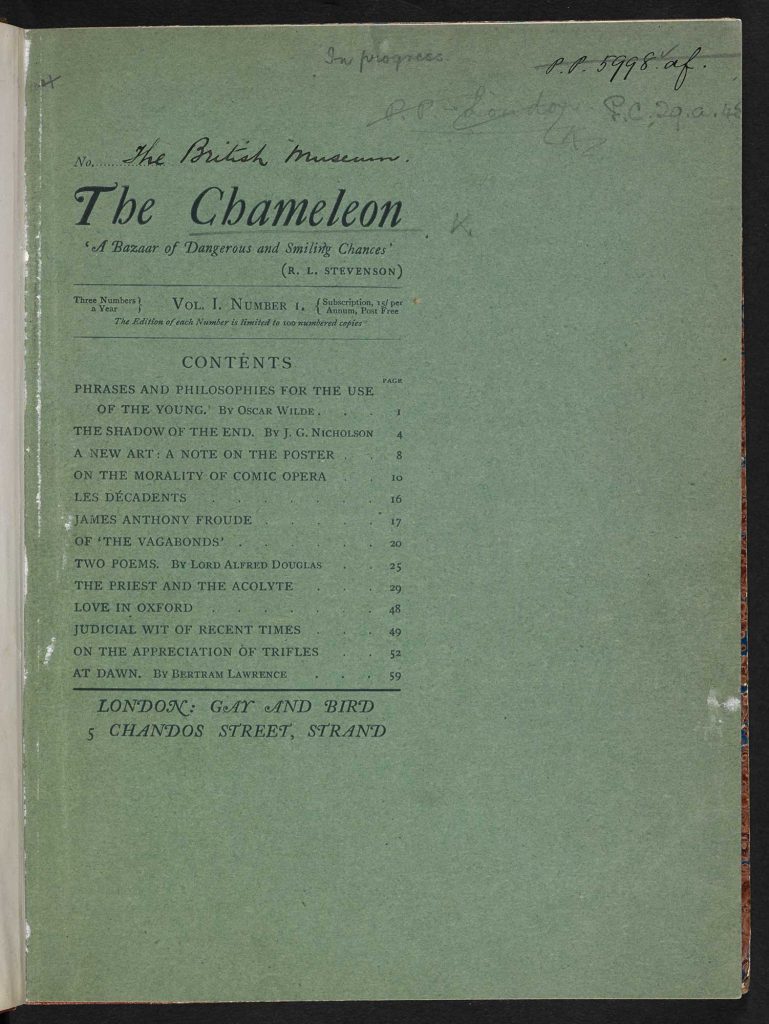 In progress.
P.P. 5998. af.
P.P. London P.C.29.a.48
No. ........ The British Museum.
The Chameleon
K.
‘A Bazaar of Dangerous and Smiling Chances’
(R. L. STEVENSON)
Three Numbers a Year } VOL. I. NUMBER 1. { Subscription, 15/ per Annum, Post Free
The Edition of each Number is limited to 100 numbered copies
CONTENTS
PAGE
PHRASES AND PHILOSOPHIES FOR THE USE
OF THE YOUNG.’ BY OSCAR WILDE . . . 1
THE SHADOW OF THE END. BY J. G. NICHOLSON 4
A NEW ART: A NOTE ON THE POSTER . . 8
ON THE MORALITY OF COMIC OPERA . . 10
LES DÉCADENTS . . . . . . . 16
JAMES ANTHONY FROUDE . . . . . 17
OF ‘THE VAGABONDS’ . . . . . . 20
TWO POEMS. BY LORD ALFRED DOUGLAS . . 25
THE PRIEST AND THE ACOLYTE . . . 29
LOVE IN OXFORD . . . . . . 48
JUDICIAL WIT OF RECENT TIMES . . . 49
ON THE APPRECIATION OF TRIFLES . . 52
AT DAWN. BY BERTRAM LAWRENCE . . . 59
LONDON: GAY AND BIRD
5 CHANDOS STREET, STRAND